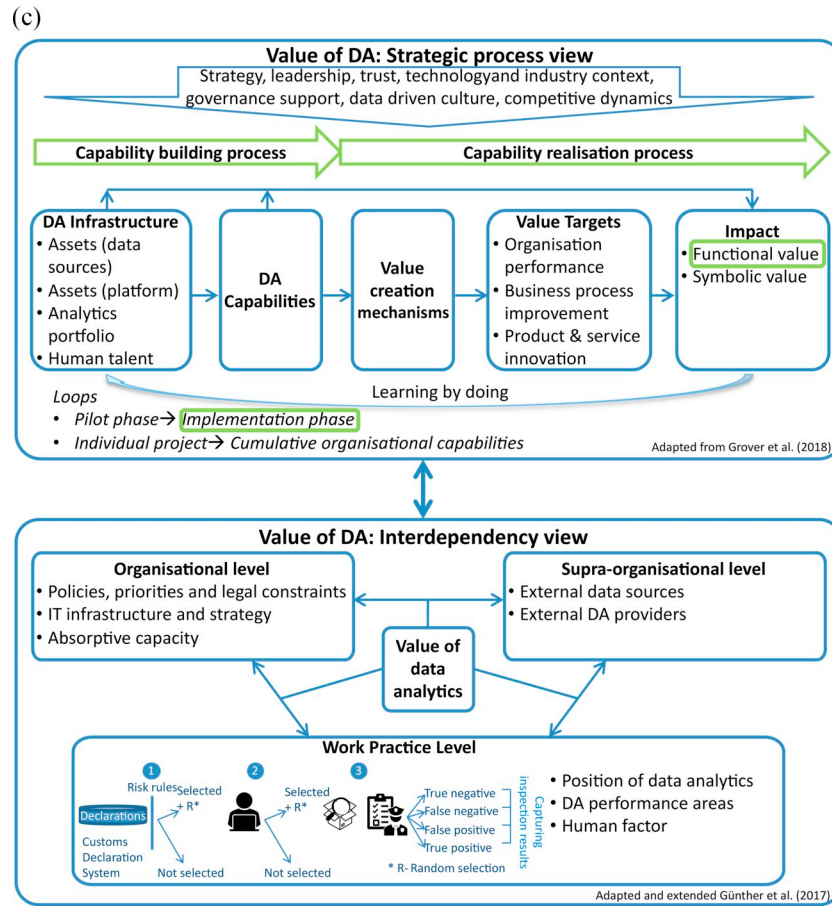 (c)
Value of DA: Strategic process view
Strategy, leadership, trust, technologyand industry context,
governance support, data driven culture, competitive dynamics
Capability building process
Capability realisation process
DA Infrastructure
• Assets (data
sources)
• Assets (platform)
• Analytics
portfolio
• Human talent
DA
Capabilities
Value
creation
mechanisms
Value Targets
• Organisation
performance
• Business process
improvement
• Product & service
innovation
Impact
• Functional value
• Symbolic value
Learning by doing
Loops
• Pilot phase→ Implementation phase
• Individual project→ Cumulative organisational capabilities
Adapted from Grover et al. (2018)
Value of DA: Interdependency view
Organisational level
• Policies, priorities and legal constraints
• IT infrastructure and strategy
• Absorptive capacity
Supra-organisational level
• External data sources
• External DA providers
Value of
data
analytics
Work Practice Level
1
Risk rules
Declarations
Customs
Declaration
System
Selected
+ R*
Not selected
2
Selected
+ R*
Not selected
3
True negative
False negative
False positive
True positive
Capturing
inspection results
* R- Random selection
• Position of data analytics
• DA performance areas
• Human factor
Adapted and extended Günther et al. (2017)